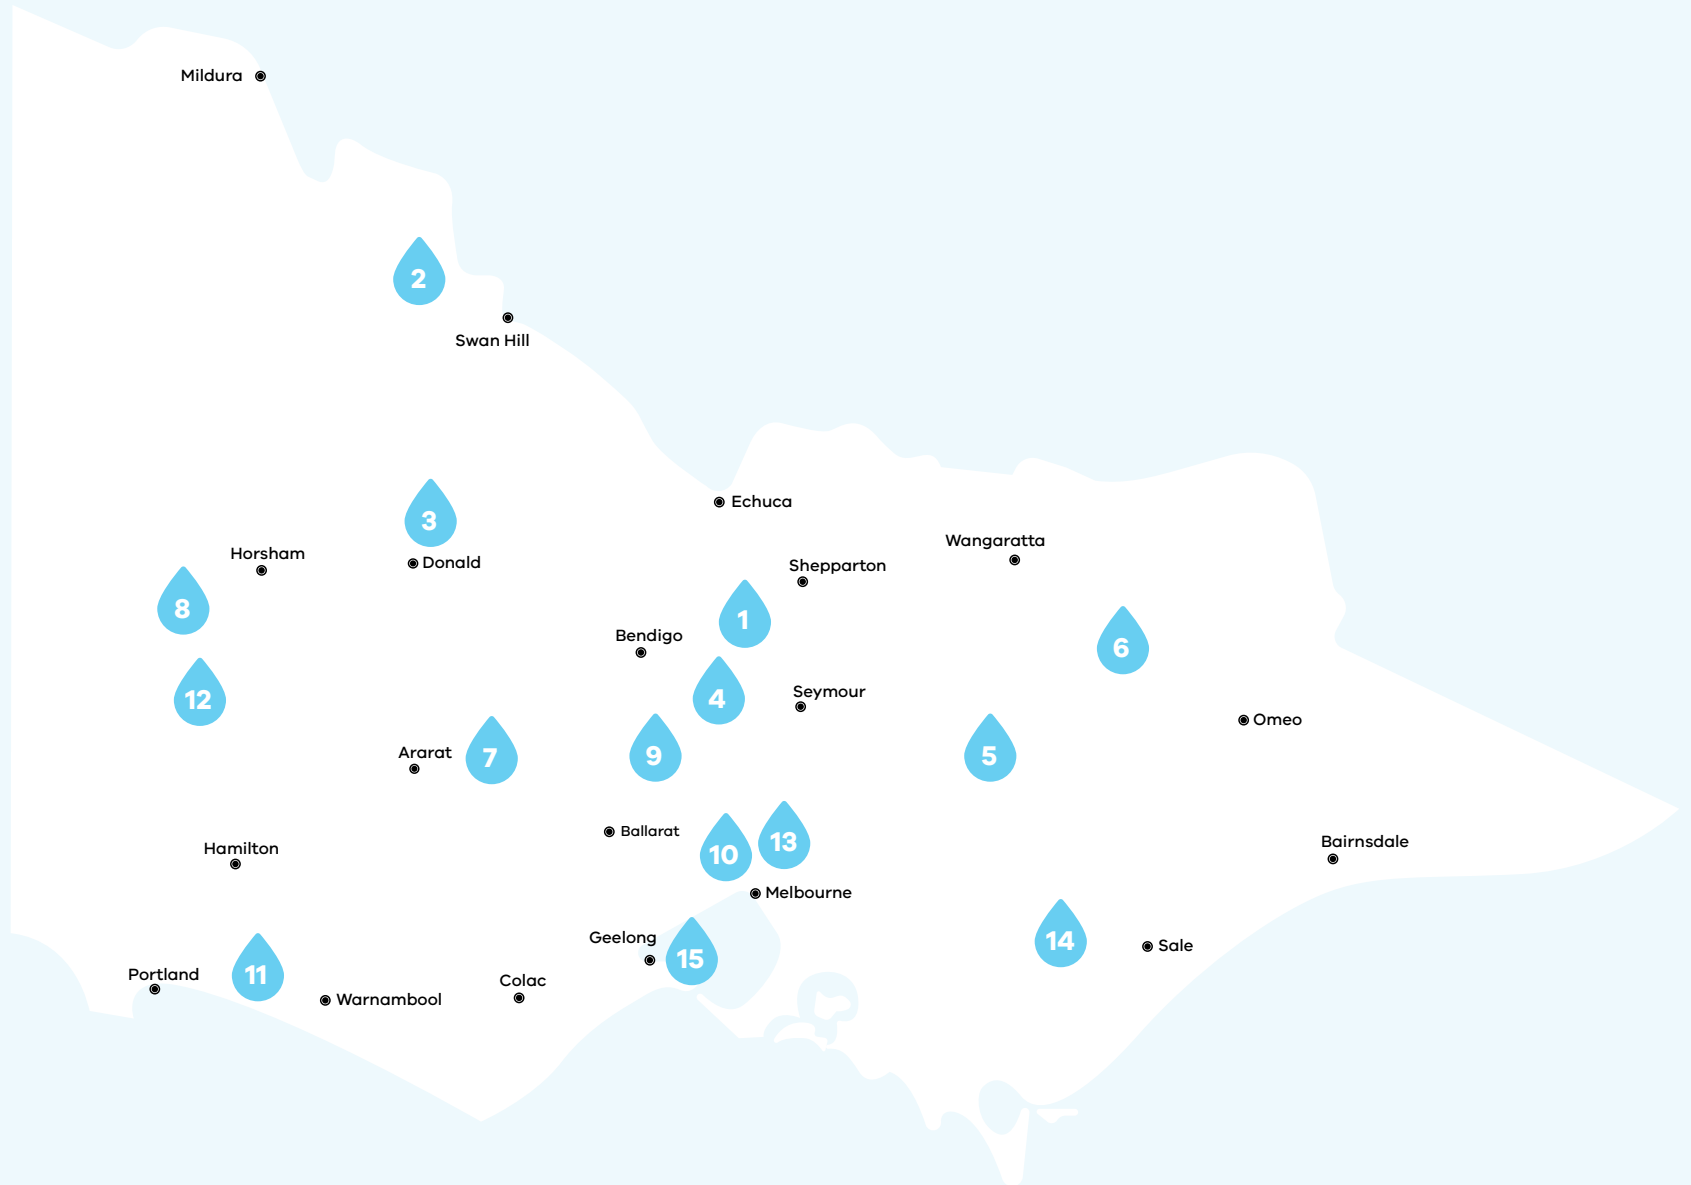 Mildura
2
Swan Hill
Echuca
3
Wangaratta
Horsham
Donald
Shepparton
8
1
Bendigo
6
12
4
Seymour
Omeo
Ararat
7
9
5
Ballarat
10
13
Bairnsdale
Hamilton
Melbourne
Geelong
15
14
Sale
Portland
11
Colac
Warnambool